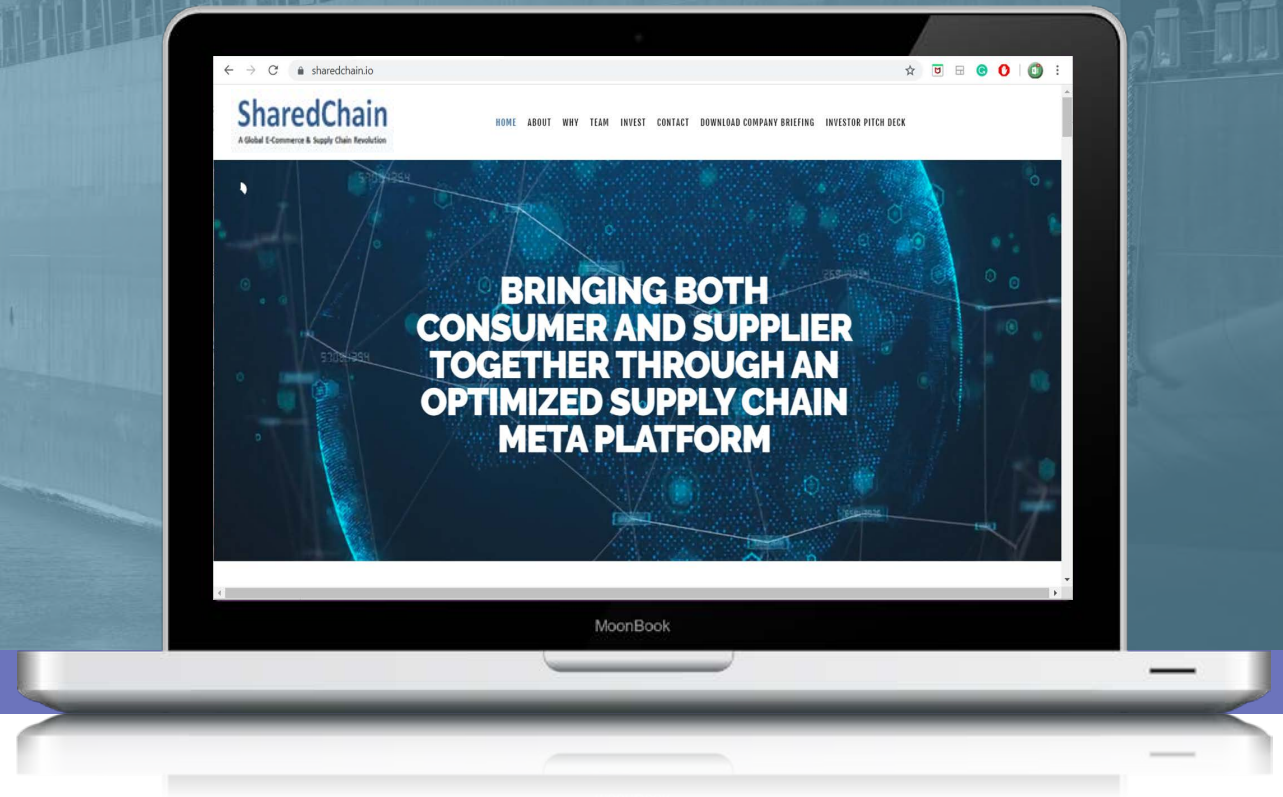 sharedchain.io
SharedChain
A Global E-Commerce & Supply Chain Revolution
HOME ABOUT WHY TEAM INVEST CONTACT DOWNLOAD COMPANY BRIEFING INVESTOR PITCH DECK
BRINGING BOTH
CONSUMER AND SUPPLIER
TOGETHER THROUGH AN
OPTIMIZED SUPPLY CHAIN
META PLATFORM
MoonBook